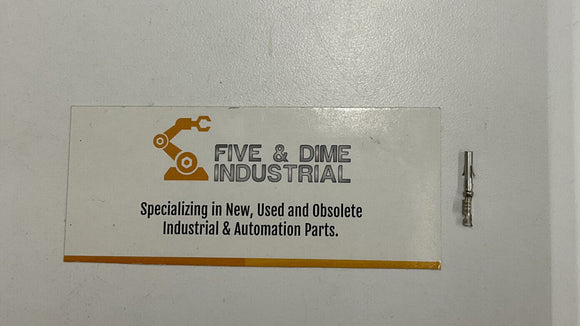 FIVE & DIME
INDUSTRIAL
Specializing in New, Used and Obsolete
Industrial & Automation Parts.